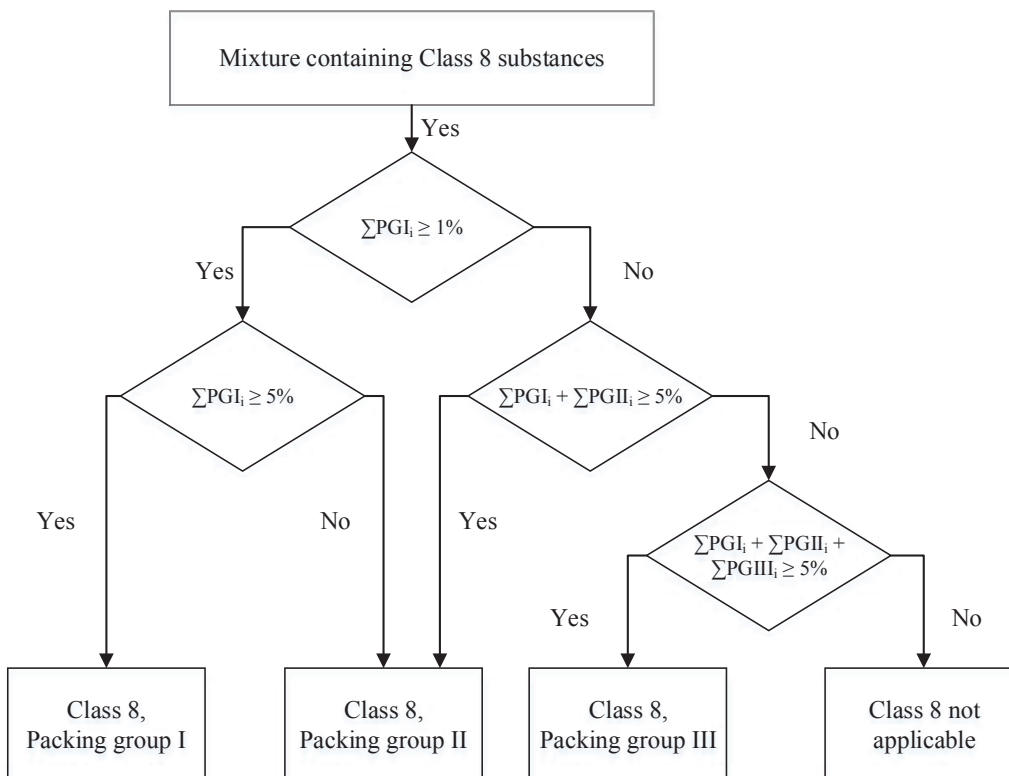 Mixture containing Class 8 substances
Yes
∑PGIᵢ ≥ 1%
Yes
No
∑PGIᵢ ≥ 5%
∑PGIᵢ + ∑PGIIᵢ ≥ 5%
No
Yes
No
Yes
∑PGIᵢ + ∑PGIIᵢ +
∑PGIIIᵢ ≥ 5%
Yes
No
Class 8,
Packing group I
Class 8,
Packing group II
Class 8,
Packing group III
Class 8 not
applicable